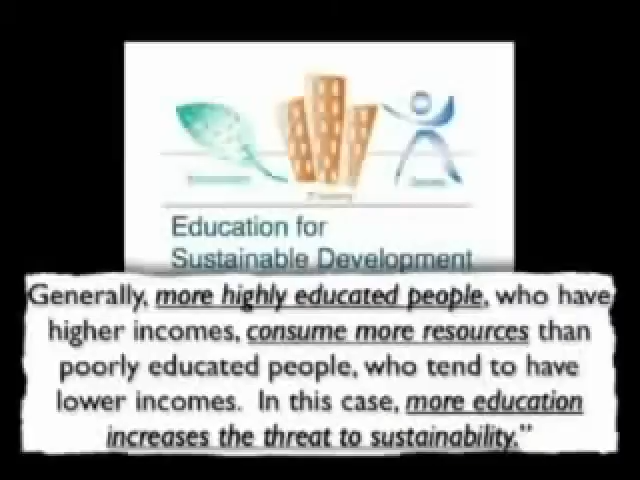 Education for
Sustainable Development
Generally, more highly educated people, who have
higher incomes, consume more resources than
poorly educated people, who tend to have
lower incomes. In this case, more education
increases the threat to sustainability.”